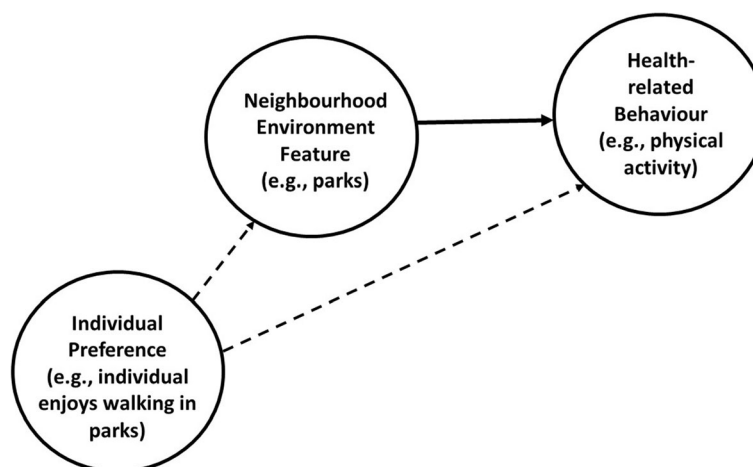 Neighbourhood
Environment
Feature
(e.g., parks)
Health-
related
Behaviour
(e.g., physical
activity)
Individual
Preference
(e.g., individual
enjoys walking in
parks)